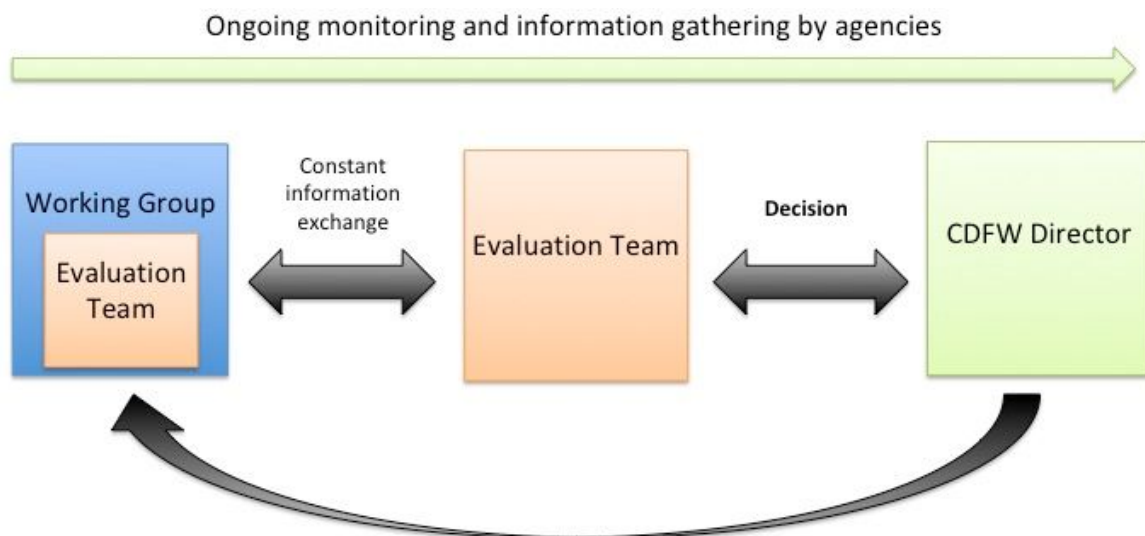 Ongoing monitoring and information gathering by agencies
Working Group
Evaluation
Team
Constant
information
exchange
Evaluation Team
Decision
CDFW Director